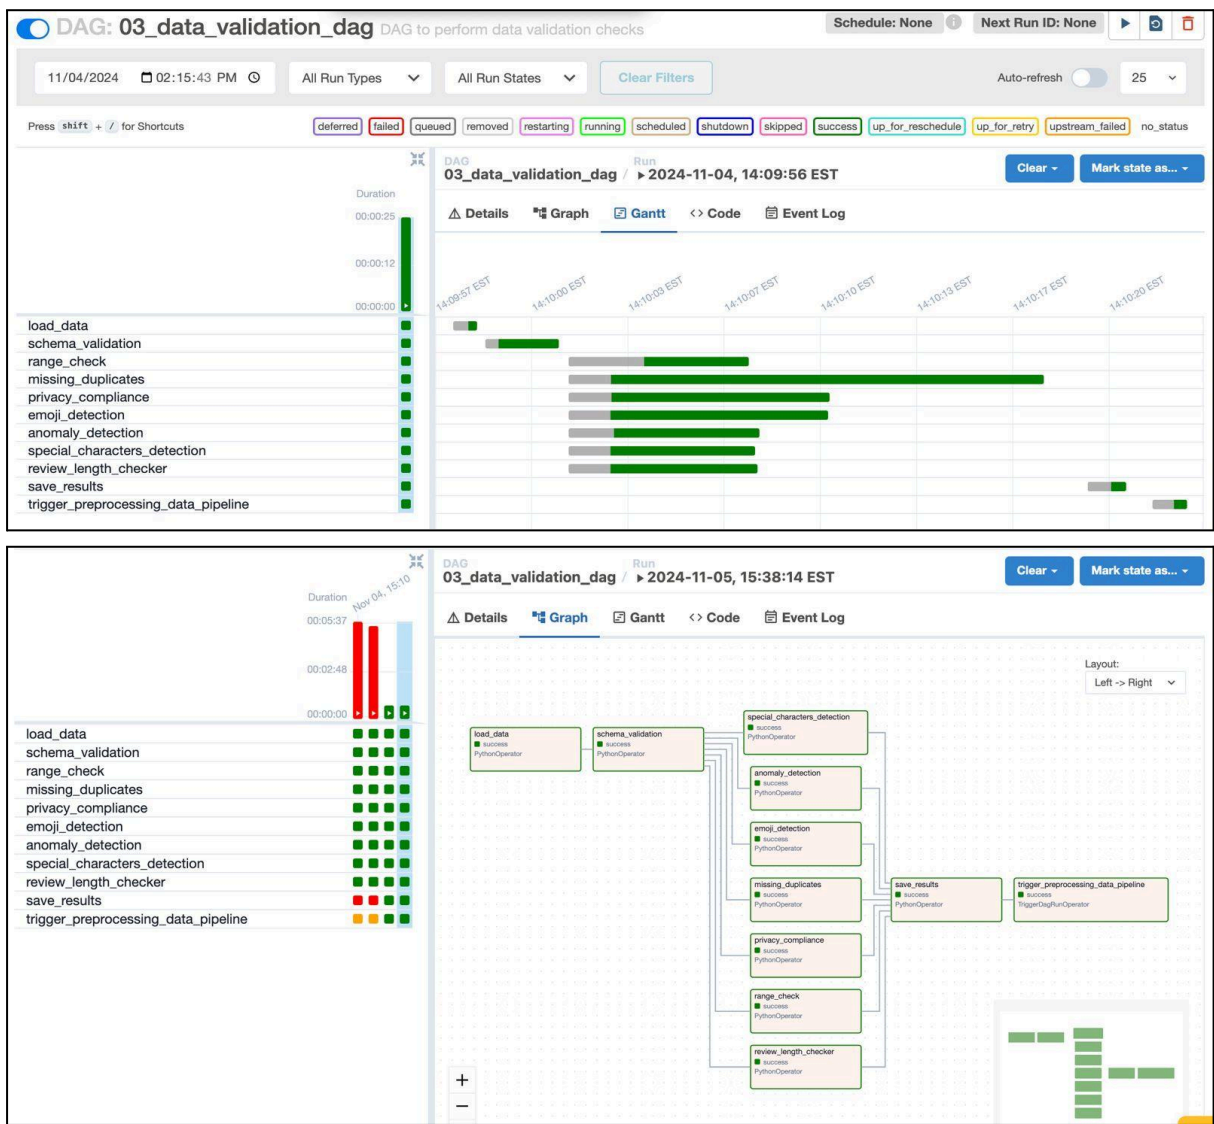 DAG: 03_data_validation_dag DAG to perform data validation checks
Schedule: None Next Run ID: None
11/04/2024 02:15:43 PM All Run Types All Run States Clear Filters Auto-refresh 25
Press shift + / for Shortcuts
deferred failed queued removed restarting running scheduled shutdown skipped success up_for_reschedule up_for_retry upstream_failed no_status
DAG Run
03_data_validation_dag / 2024-11-04, 14:09:56 EST
Clear Mark state as...
Details Graph Gantt <> Code Event Log
Duration
00:00:25
00:00:12
00:00:00
14:09:57 EST 14:10:00 EST 14:10:03 EST 14:10:07 EST 14:10:10 EST 14:10:13 EST 14:10:17 EST 14:10:20 EST
load_data
schema_validation
range_check
missing_duplicates
privacy_compliance
emoji_detection
anomaly_detection
special_characters_detection
review_length_checker
save_results
trigger_preprocessing_data_pipeline
DAG Run
03_data_validation_dag / 2024-11-05, 15:38:14 EST
Clear Mark state as...
Details Graph Gantt <> Code Event Log
Nov 04, 15:10
Duration
00:05:37
00:02:48
00:00:00
load_data
schema_validation
range_check
missing_duplicates
privacy_compliance
emoji_detection
anomaly_detection
special_characters_detection
review_length_checker
save_results
trigger_preprocessing_data_pipeline
Layout:
Left -> Right
load_data
success
PythonOperator
schema_validation
success
PythonOperator
special_characters_detection
success
PythonOperator
anomaly_detection
success
PythonOperator
emoji_detection
success
PythonOperator
missing_duplicates
success
PythonOperator
privacy_compliance
success
PythonOperator
range_check
success
PythonOperator
review_length_checker
success
PythonOperator
save_results
success
PythonOperator
trigger_preprocessing_data_pipeline
success
TriggerDagRunOperator
+
−